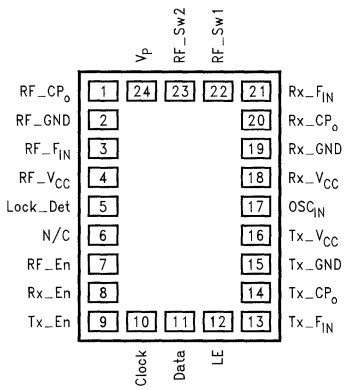 V_P RF_Sw2 RF_Sw1
RF_CP_o 1 24 23 22 21 Rx_F_IN
RF_GND 2 20 Rx_CP_o
RF_F_IN 3 19 Rx_GND
RF_V_CC 4 18 Rx_V_CC
Lock_Det 5 17 OSC_IN
N/C 6 16 Tx_V_CC
RF_En 7 15 Tx_GND
Rx_En 8 14 Tx_CP_o
Tx_En 9 10 11 12 13 Tx_F_IN
Clock Data LE